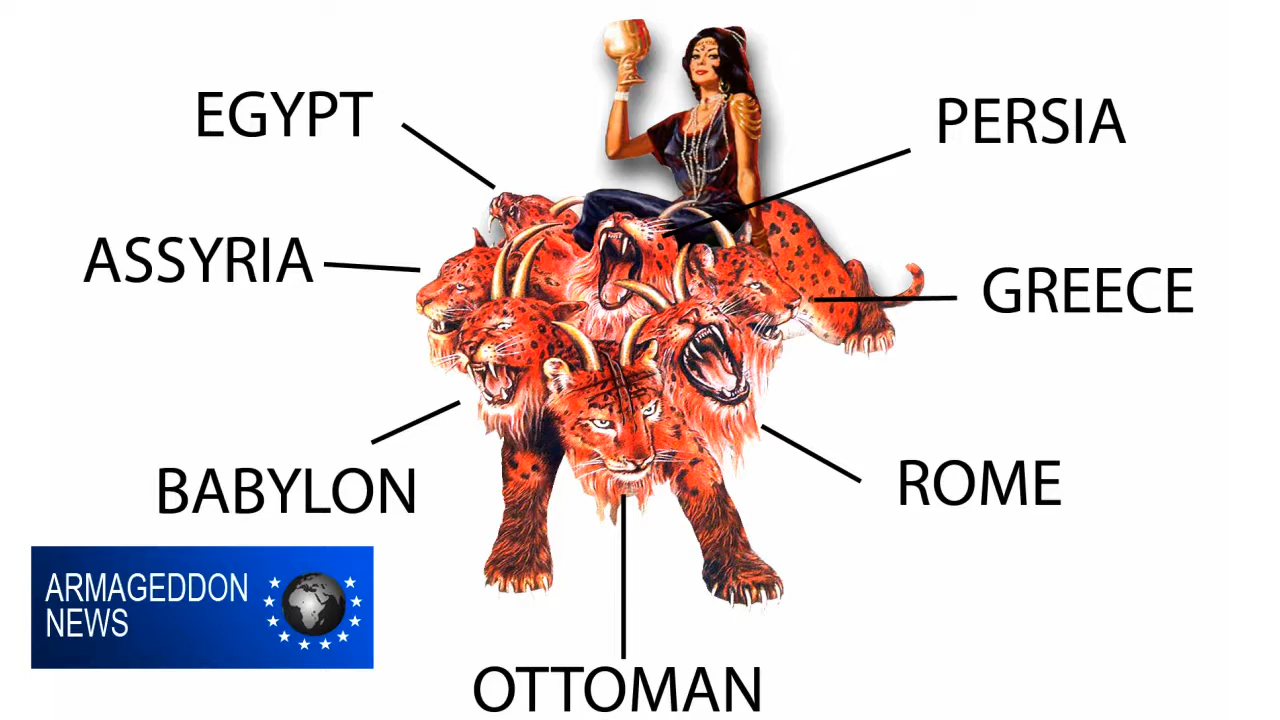 EGYPT
PERSIA
ASSYRIA
GREECE
BABYLON
ROME
ARMAGEDDON
NEWS
OTTOMAN